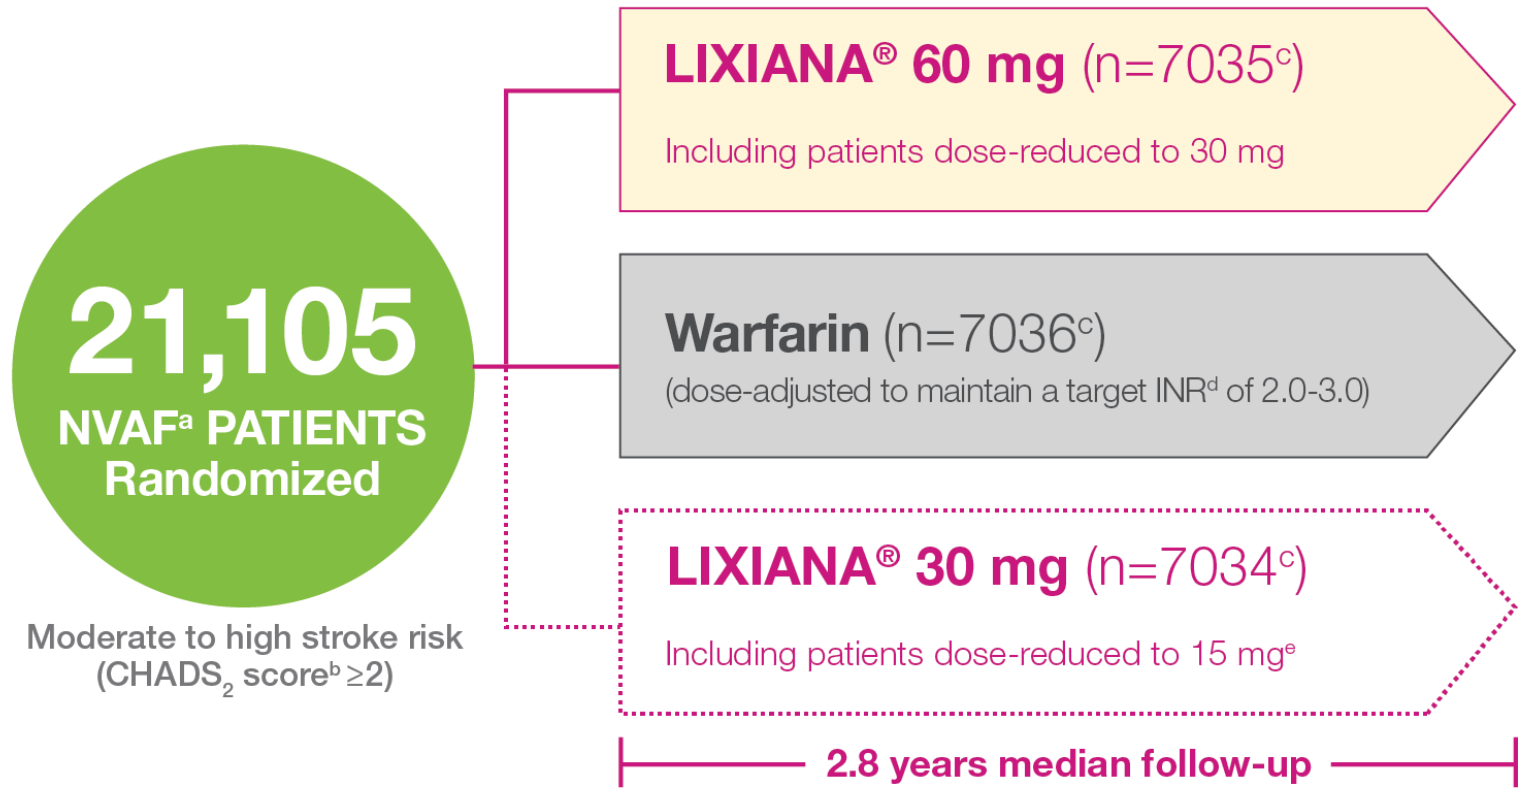 21,105
NVAFᵃ PATIENTS
Randomized
Moderate to high stroke risk
(CHADS₂ scoreᵇ ≥2)
LIXIANA® 60 mg (n=7035ᶜ)
Including patients dose-reduced to 30 mg
Warfarin (n=7036ᶜ)
(dose-adjusted to maintain a target INRᵈ of 2.0-3.0)
LIXIANA® 30 mg (n=7034ᶜ)
Including patients dose-reduced to 15 mgᵉ
2.8 years median follow-up